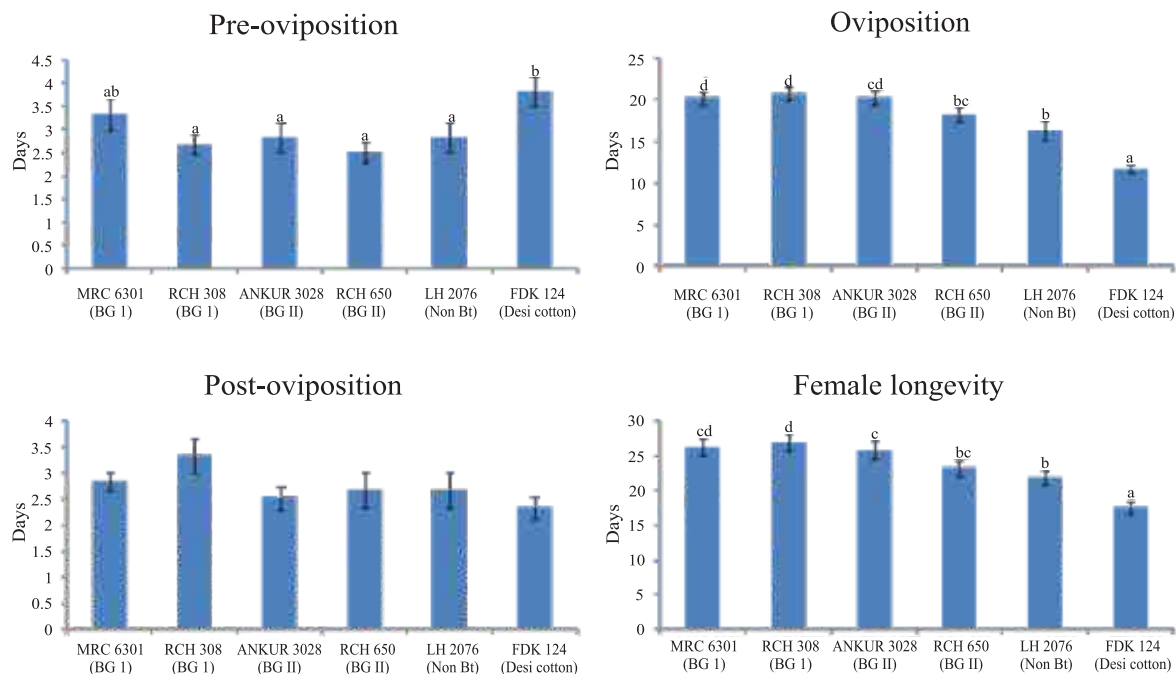 Pre-oviposition
4.5
4
3.5
3
2.5
2
1.5
1
0.5
0
Days
ab
a
a
a
a
b
MRC 6301 RCH 308 ANKUR 3028 RCH 650 LH 2076 FDK 124
(BG 1) (BG 1) (BG II) (BG II) (Non Bt) (Desi cotton)
Oviposition
25
20
15
10
5
0
Days
d
d
cd
bc
b
a
MRC 6301 RCH 308 ANKUR 3028 RCH 650 LH 2076 FDK 124
(BG 1) (BG 1) (BG II) (BG II) (Non Bt) (Desi cotton)
Post-oviposition
4
3.5
3
2.5
2
1.5
1
0.5
0
Days
MRC 6301 RCH 308 ANKUR 3028 RCH 650 LH 2076 FDK 124
(BG 1) (BG 1) (BG II) (BG II) (Non Bt) (Desi cotton)
Female longevity
30
25
20
15
10
5
0
Days
cd
d
c
bc
b
a
MRC 6301 RCH 308 ANKUR 3028 RCH 650 LH 2076 FDK 124
(BG 1) (BG 1) (BG II) (BG II) (Non Bt) (Desi cotton)